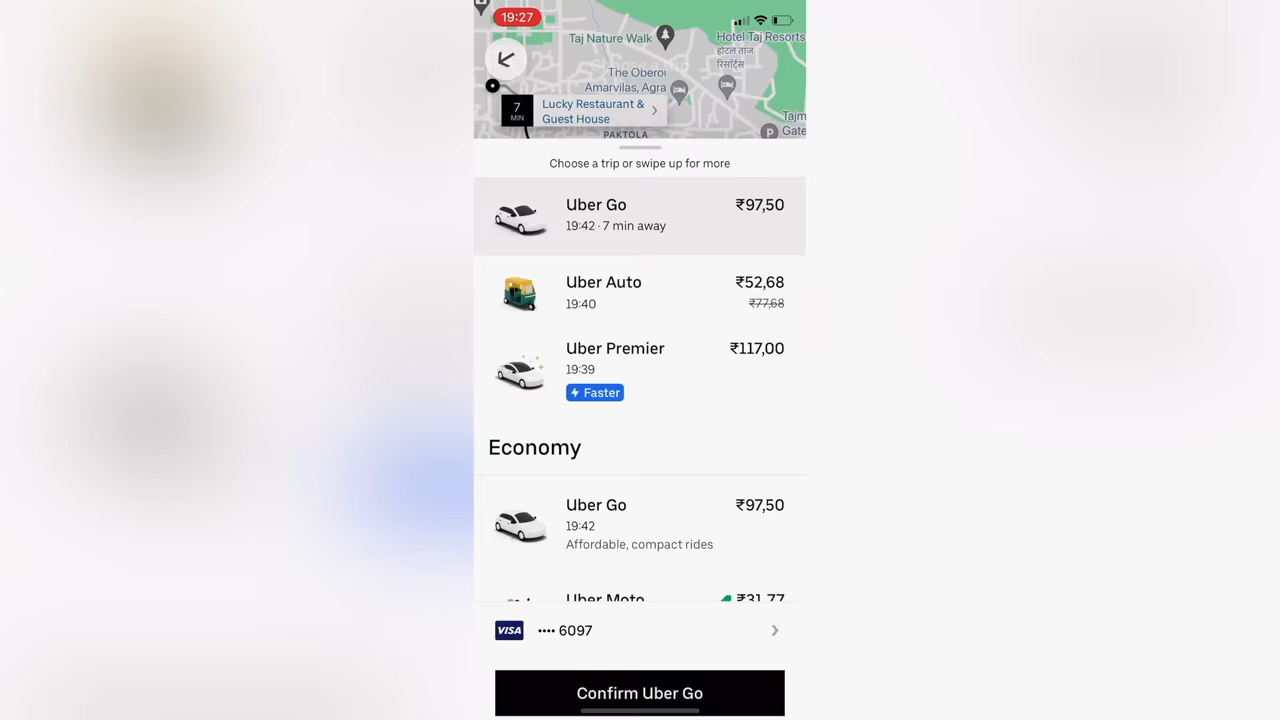 19:27
Taj Nature Walk
Hotel Taj Resorts
होटल ताज
रिसॉर्ट्स
The Oberoi
Amarvilas, Agra
7
MIN
Lucky Restaurant &
Guest House
Tajm
Gate
PAKTOLA
Choose a trip or swipe up for more
Uber Go
₹97,50
19:42 · 7 min away
Uber Auto
₹52,68
19:40
₹77,68
Uber Premier
₹117,00
19:39
Faster
Economy
Uber Go
₹97,50
19:42
Affordable, compact rides
Uber Moto
₹31,77
VISA
•••• 6097
Confirm Uber Go